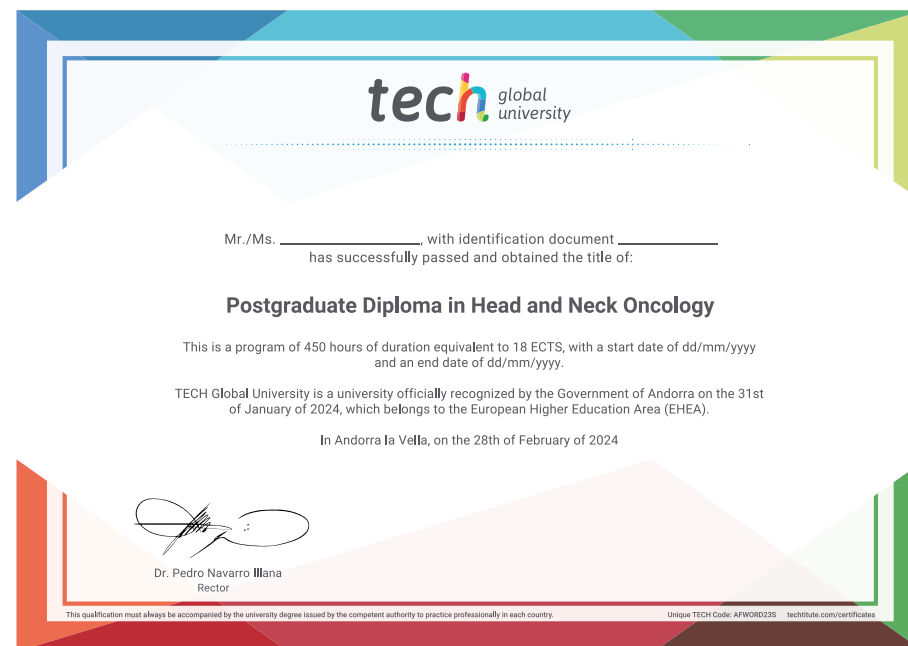 tech global
university
Mr./Ms. ____________________, with identification document ______________
has successfully passed and obtained the title of:
Postgraduate Diploma in Head and Neck Oncology
This is a program of 450 hours of duration equivalent to 18 ECTS, with a start date of dd/mm/yyyy
and an end date of dd/mm/yyyy.
TECH Global University is a university officially recognized by the Government of Andorra on the 31st
of January of 2024, which belongs to the European Higher Education Area (EHEA).
In Andorra la Vella, on the 28th of February of 2024
Dr. Pedro Navarro Illana
Rector
This qualification must always be accompanied by the university degree issued by the competent authority to practice professionally in each country. Unique TECH Code: AFWORD23S techtitute.com/certificates